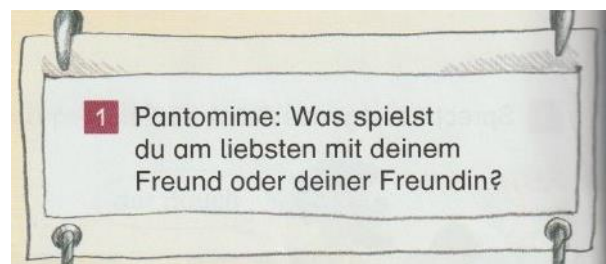 1 Pantomime: Was spielst
du am liebsten mit deinem
Freund oder deiner Freundin?